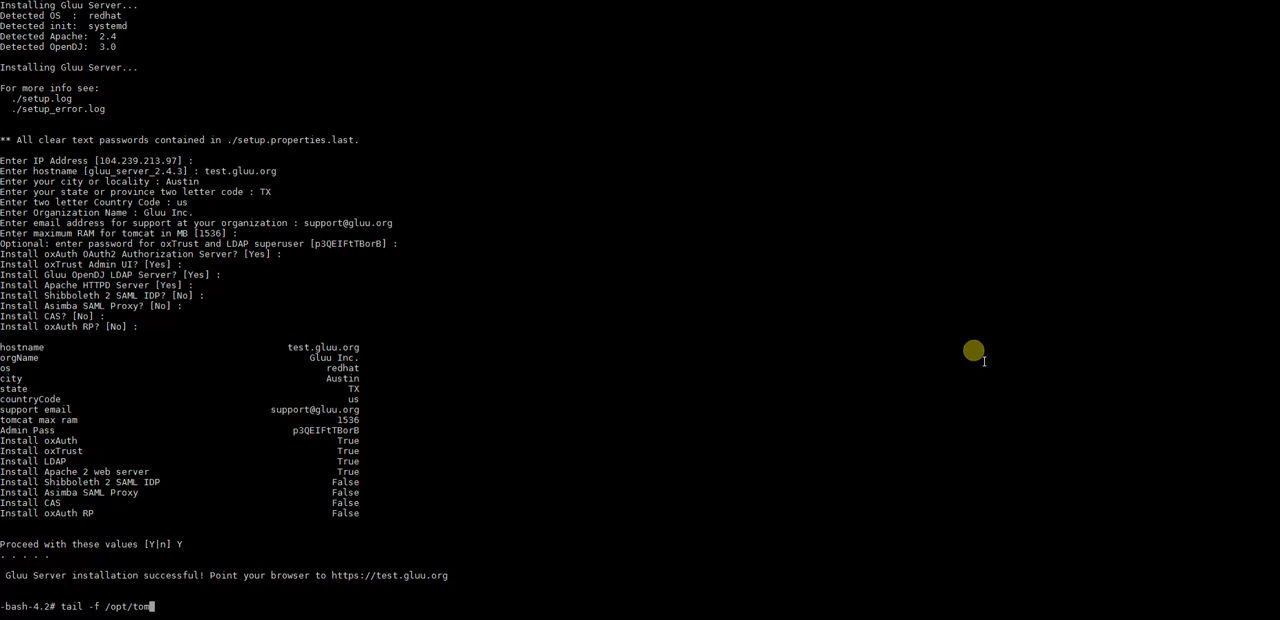 Installing Gluu Server...
Detected OS  :  redhat
Detected init:  systemd
Detected Apache:  2.4
Detected OpenDJ:  3.0
Installing Gluu Server...
For more info see:
./setup.log
./setup_error.log
** All clear text passwords contained in ./setup.properties.last.
Enter IP Address [104.239.213.97] :
Enter hostname [gluu_server_2.4.3] : test.gluu.org
Enter your city or locality : Austin
Enter your state or province two letter code : TX
Enter two letter Country Code : us
Enter Organization Name : Gluu Inc.
Enter email address for support at your organization : support@gluu.org
Enter maximum RAM for tomcat in MB [1536] :
Optional: enter password for oxTrust and LDAP superuser [p3QEIFtTBorB] :
Install oxAuth OAuth2 Authorization Server? [Yes] :
Install oxTrust Admin UI? [Yes] :
Install Gluu OpenDJ LDAP Server? [Yes] :
Install Apache HTTPD Server [Yes] :
Install Shibboleth 2 SAML IDP? [No] :
Install Asimba SAML Proxy? [No] :
Install CAS? [No] :
Install oxAuth RP? [No] :
hostname test.gluu.org
orgName Gluu Inc.
os redhat
city Austin
state TX
countryCode us
support email support@gluu.org
tomcat max ram 1536
Admin Pass p3QEIFtTBorB
Install oxAuth True
Install oxTrust True
Install LDAP True
Install Apache 2 web server True
Install Shibboleth 2 SAML IDP False
Install Asimba SAML Proxy False
Install CAS False
Install oxAuth RP False
Proceed with these values [Y|n] Y
. . . . .
Gluu Server installation successful! Point your browser to https://test.gluu.org
-bash-4.2# tail -f /opt/tom